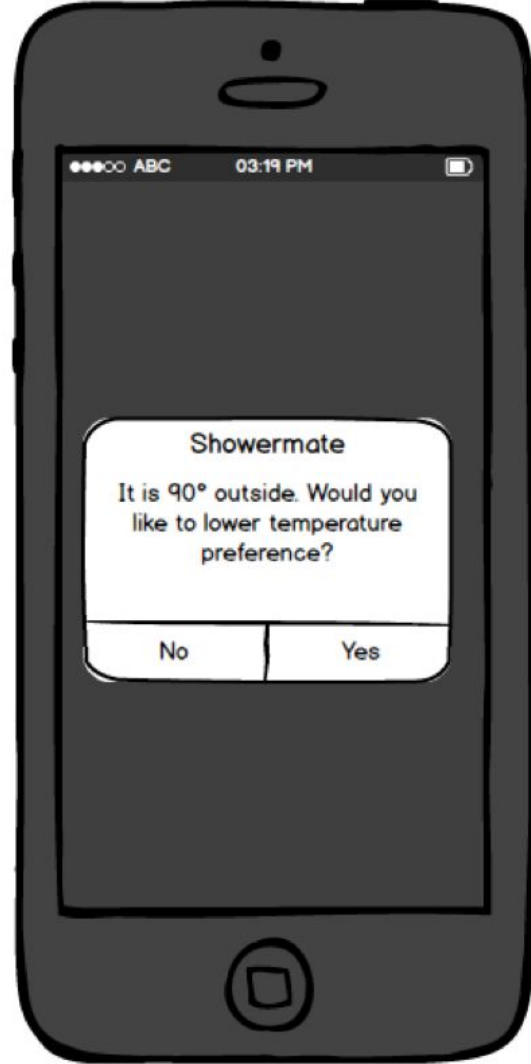 ABC 03:19 PM
Showermate
It is 90° outside. Would you
like to lower temperature
preference?
No Yes